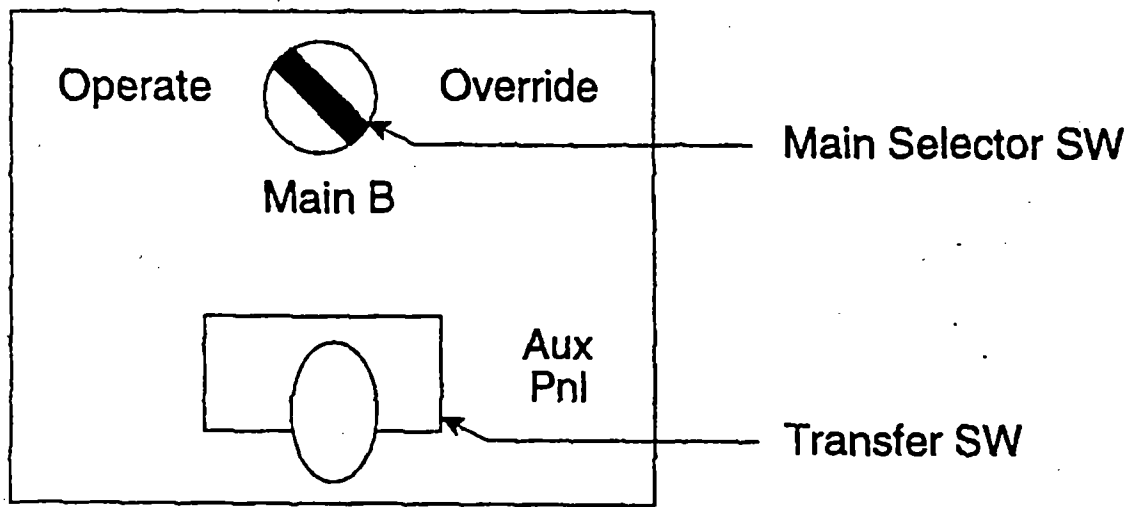 Operate
Override
Main Selector SW
Main B
Aux
Pnl
Transfer SW